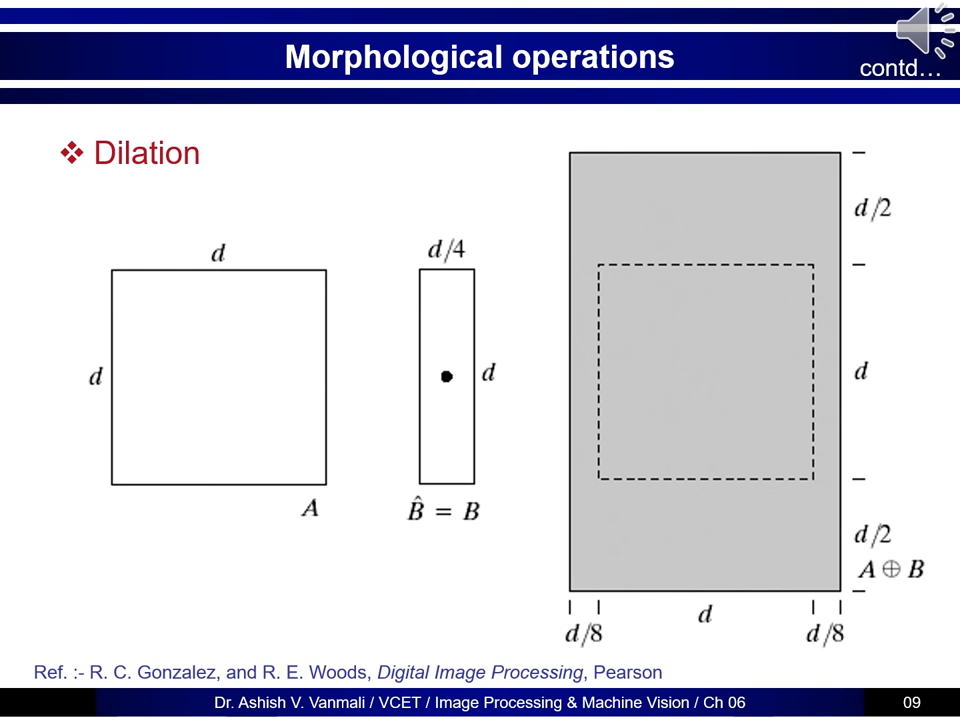 Morphological operations
contd…
❖ Dilation
d
d
A
d/4
d
B̂ = B
d/2
d
d/2
A ⊕ B
d/8
d
d/8
Ref. :- R. C. Gonzalez, and R. E. Woods, Digital Image Processing, Pearson
Dr. Ashish V. Vanmali / VCET / Image Processing & Machine Vision / Ch 06
09